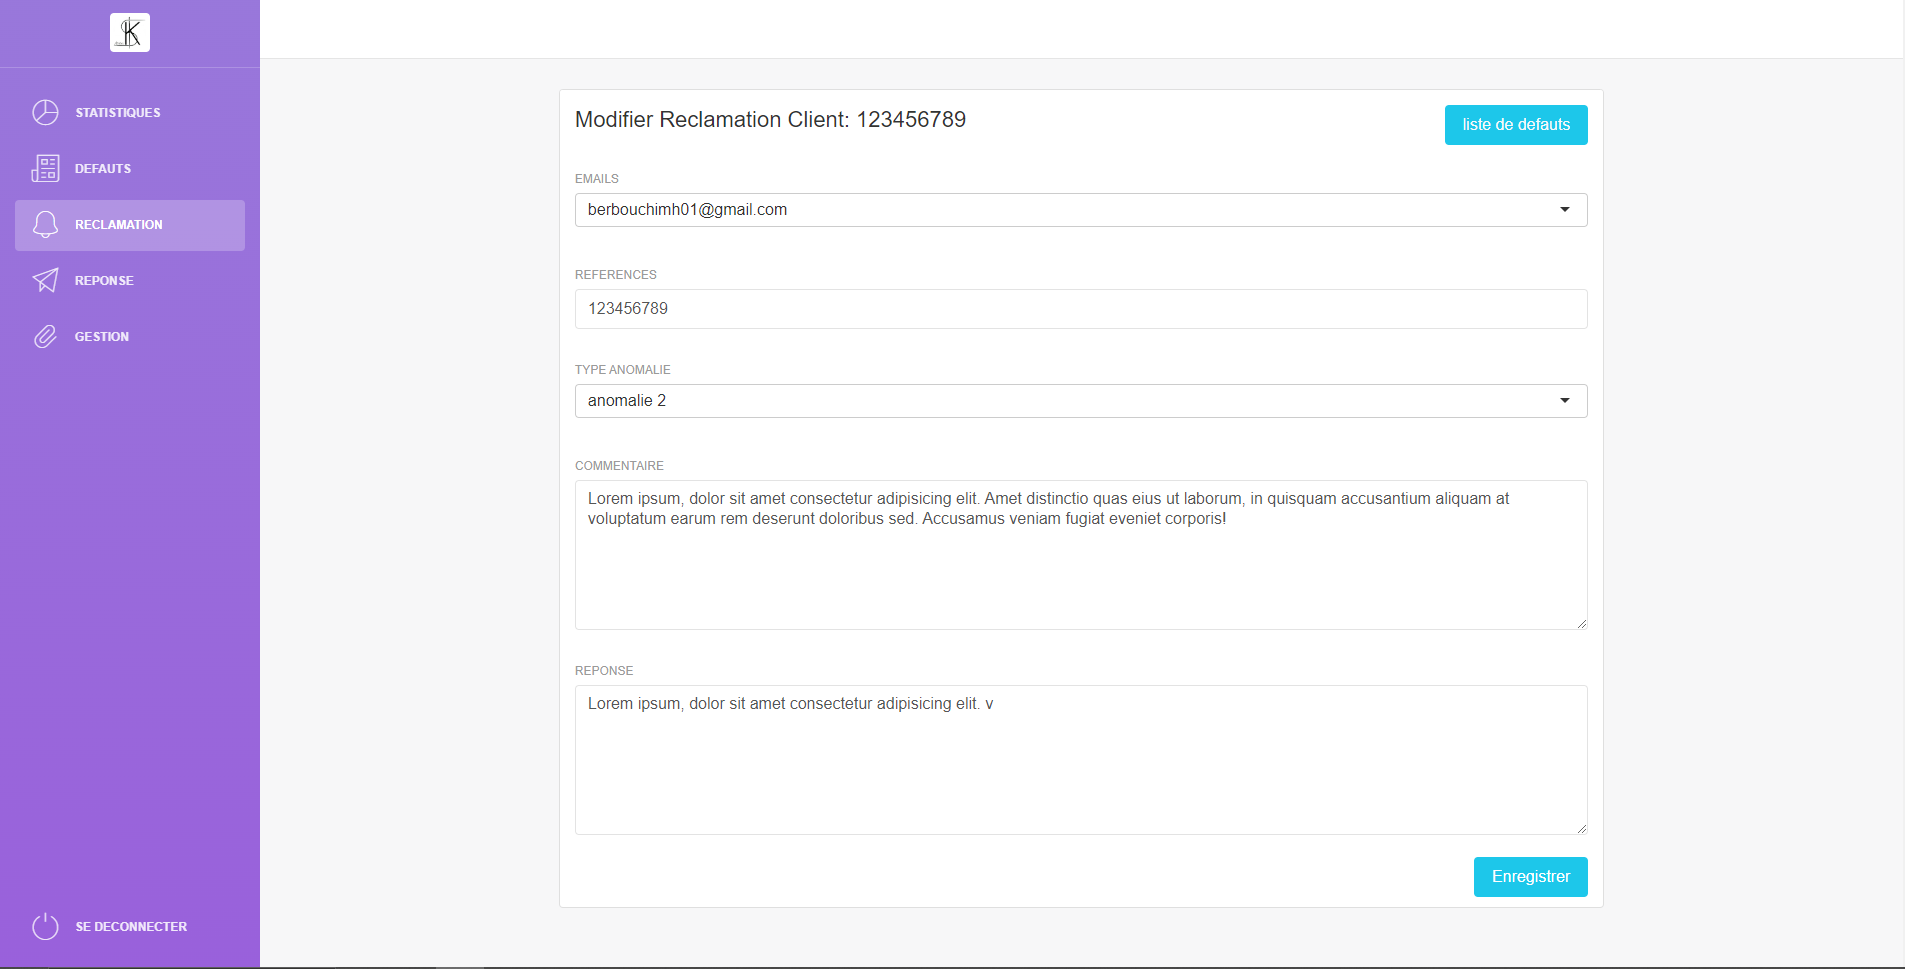 STATISTIQUES
DEFAUTS
RECLAMATION
REPONSE
GESTION
SE DECONNECTER
Modifier Reclamation Client: 123456789
liste de defauts
EMAILS
berbouchimh01@gmail.com
REFERENCES
123456789
TYPE ANOMALIE
anomalie 2
COMMENTAIRE
Lorem ipsum, dolor sit amet consectetur adipisicing elit. Amet distinctio quas eius ut laborum, in quisquam accusantium aliquam at
voluptatum earum rem deserunt doloribus sed. Accusamus veniam fugiat eveniet corporis!
REPONSE
Lorem ipsum, dolor sit amet consectetur adipisicing elit. v
Enregistrer